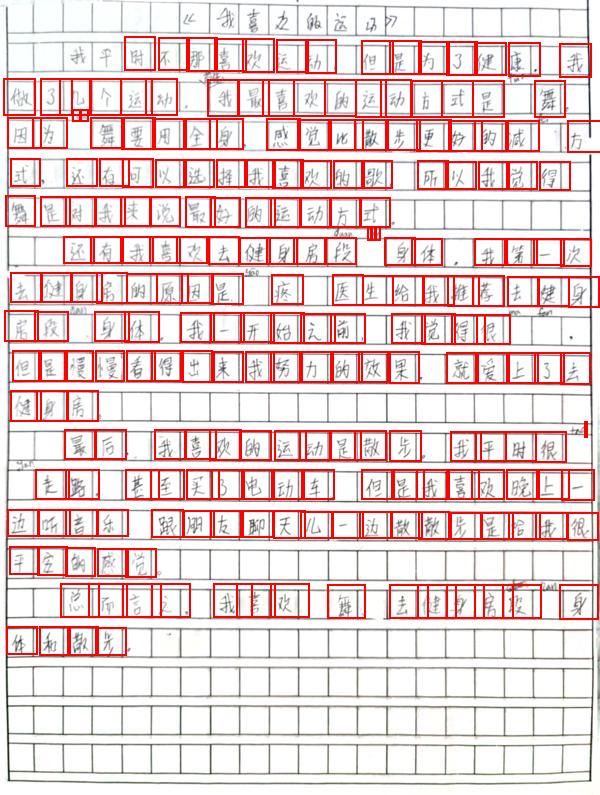 《我喜欢的运动》
我平时不那喜欢运动 但是为了健康，我
做了几个运动。我最喜欢的运动方式是 舞。
因为 舞要用全身。感觉比散步更好的减 方
式。还有可以选择我喜欢的歌。所以我觉得
舞是对我来说最好的运动方式。
还有我喜欢去健身房段 身体。我第一次
去健身房的原因是 疼 医生给我推荐去健身
房段 身体。我一开始之前，我觉得很 。
但是慢慢看得出来我努力的效果。就爱上了去
健身房。
最后，我喜欢的运动是散步。我平时很
走路。甚至买了电动车 但是我喜欢晚上一
边听音乐 跟朋友聊天儿一边散散步是给我很
平定的感觉。
总而言之，我喜欢 舞、去健身房段 身
体和散步。